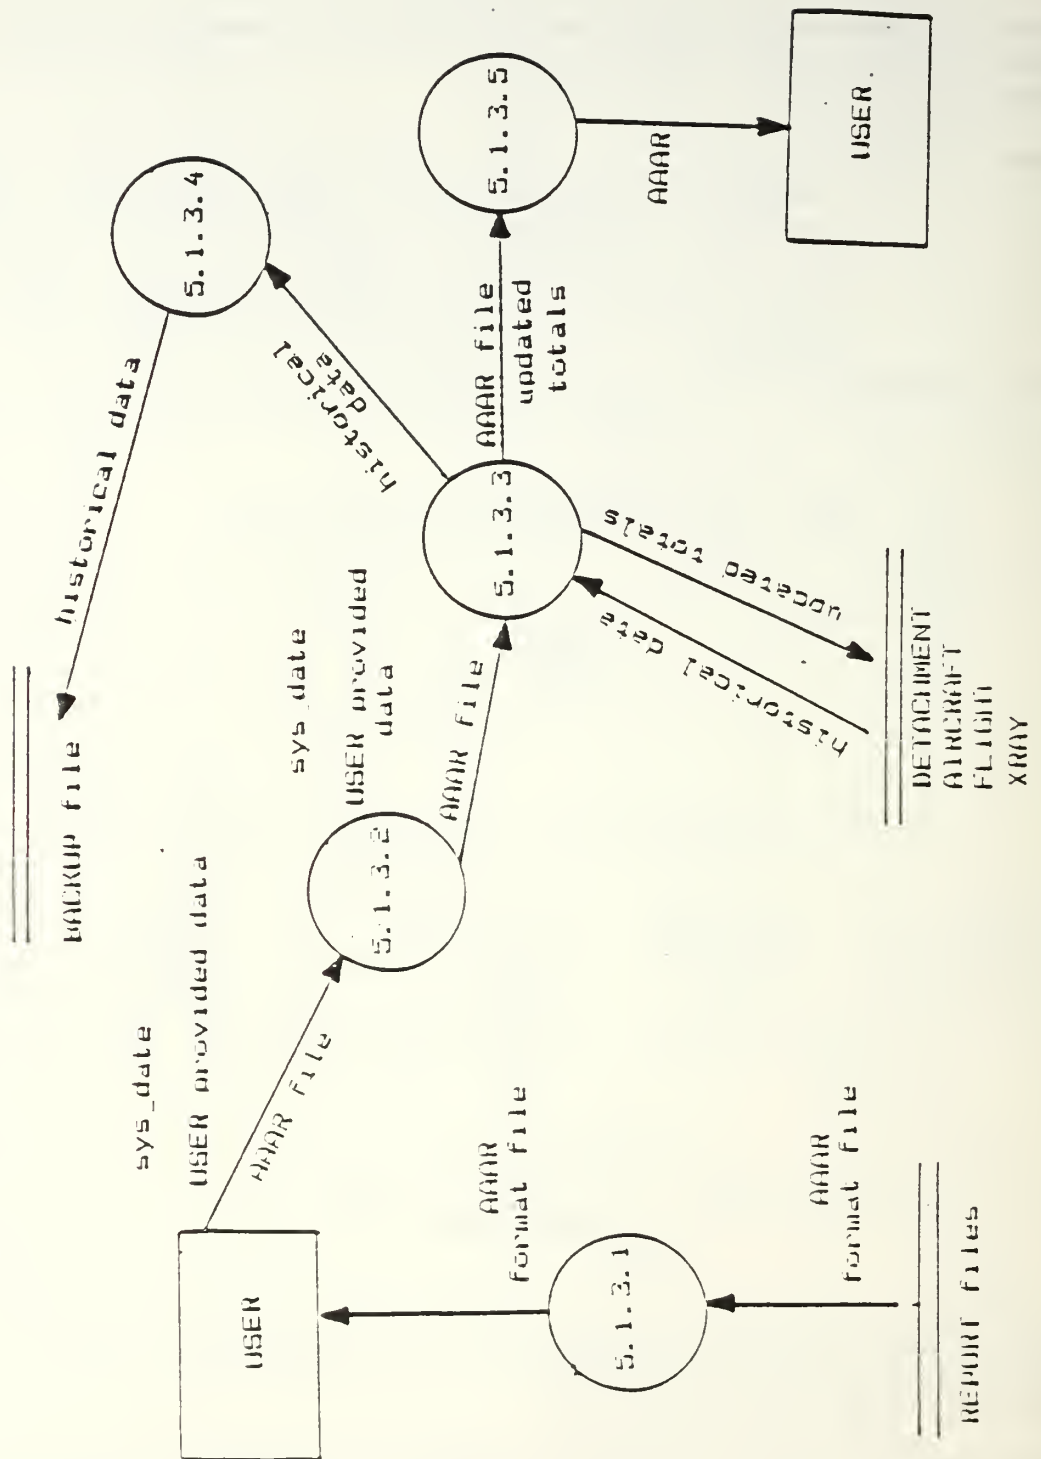 BACKUP file
historical data
5.1.3.4
historical
data
sys_date
USER provided data
AAAR file
USER
5.1.3.2
sys_date
USER provided
data
AAAR file
5.1.3.3
AAAR file
updated
totals
5.1.3.5
AAAR
USER
updated totals
historical data
DETACHMENT
AIRCRAFT
FLIGHT
XRAY
AAAR
format file
5.1.3.1
AAAR
format file
REPORT files